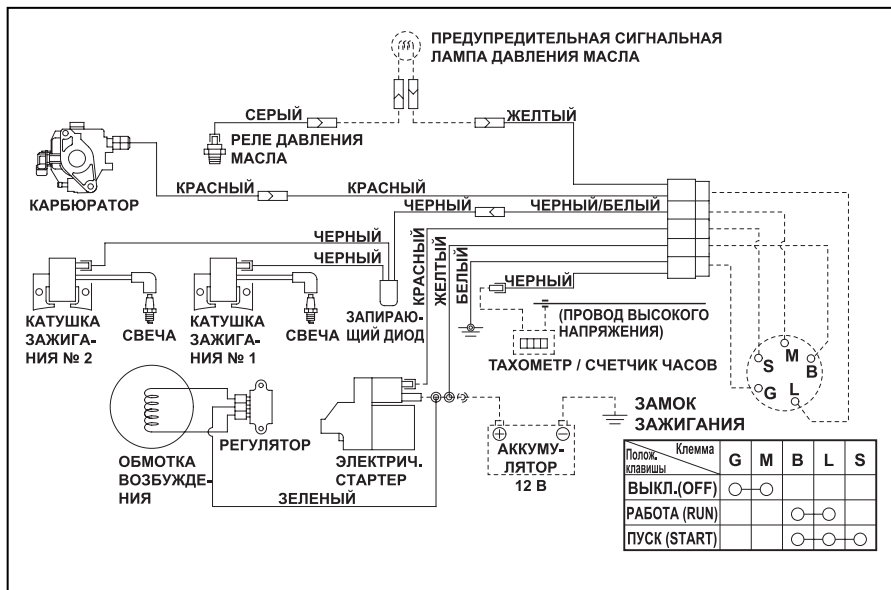 ПРЕДУПРЕДИТЕЛЬНАЯ СИГНАЛЬНАЯ
ЛАМПА ДАВЛЕНИЯ МАСЛА
СЕРЫЙ
ЖЕЛТЫЙ
РЕЛЕ ДАВЛЕНИЯ
МАСЛА
КАРБЮРАТОР
КРАСНЫЙ
КРАСНЫЙ
ЧЕРНЫЙ
ЧЕРНЫЙ/БЕЛЫЙ
ЧЕРНЫЙ
ЧЕРНЫЙ
КРАСНЫЙ
ЖЕЛТЫЙ
БЕЛЫЙ
ЧЕРНЫЙ
КАТУШКА
ЗАЖИГА-
НИЯ № 2
СВЕЧА
КАТУШКА
ЗАЖИГА-
НИЯ № 1
СВЕЧА
ЗАПИРАЮ-
ЩИЙ ДИОД
(ПРОВОД ВЫСОКОГО
НАПРЯЖЕНИЯ)
ТАХОМЕТР / СЧЕТЧИК ЧАСОВ
M
S
B
G
L
ЗАМОК
ЗАЖИГАНИЯ
ОБМОТКА
ВОЗБУЖДЕ-
НИЯ
РЕГУЛЯТОР
ЗЕЛЕНЫЙ
ЭЛЕКТРИЧ.
СТАРТЕР
+ −
АККУМУ-
ЛЯТОР
12 В
Полож. клавиши Клемма G M B L S
ВЫКЛ.(OFF)
РАБОТА (RUN)
ПУСК (START)